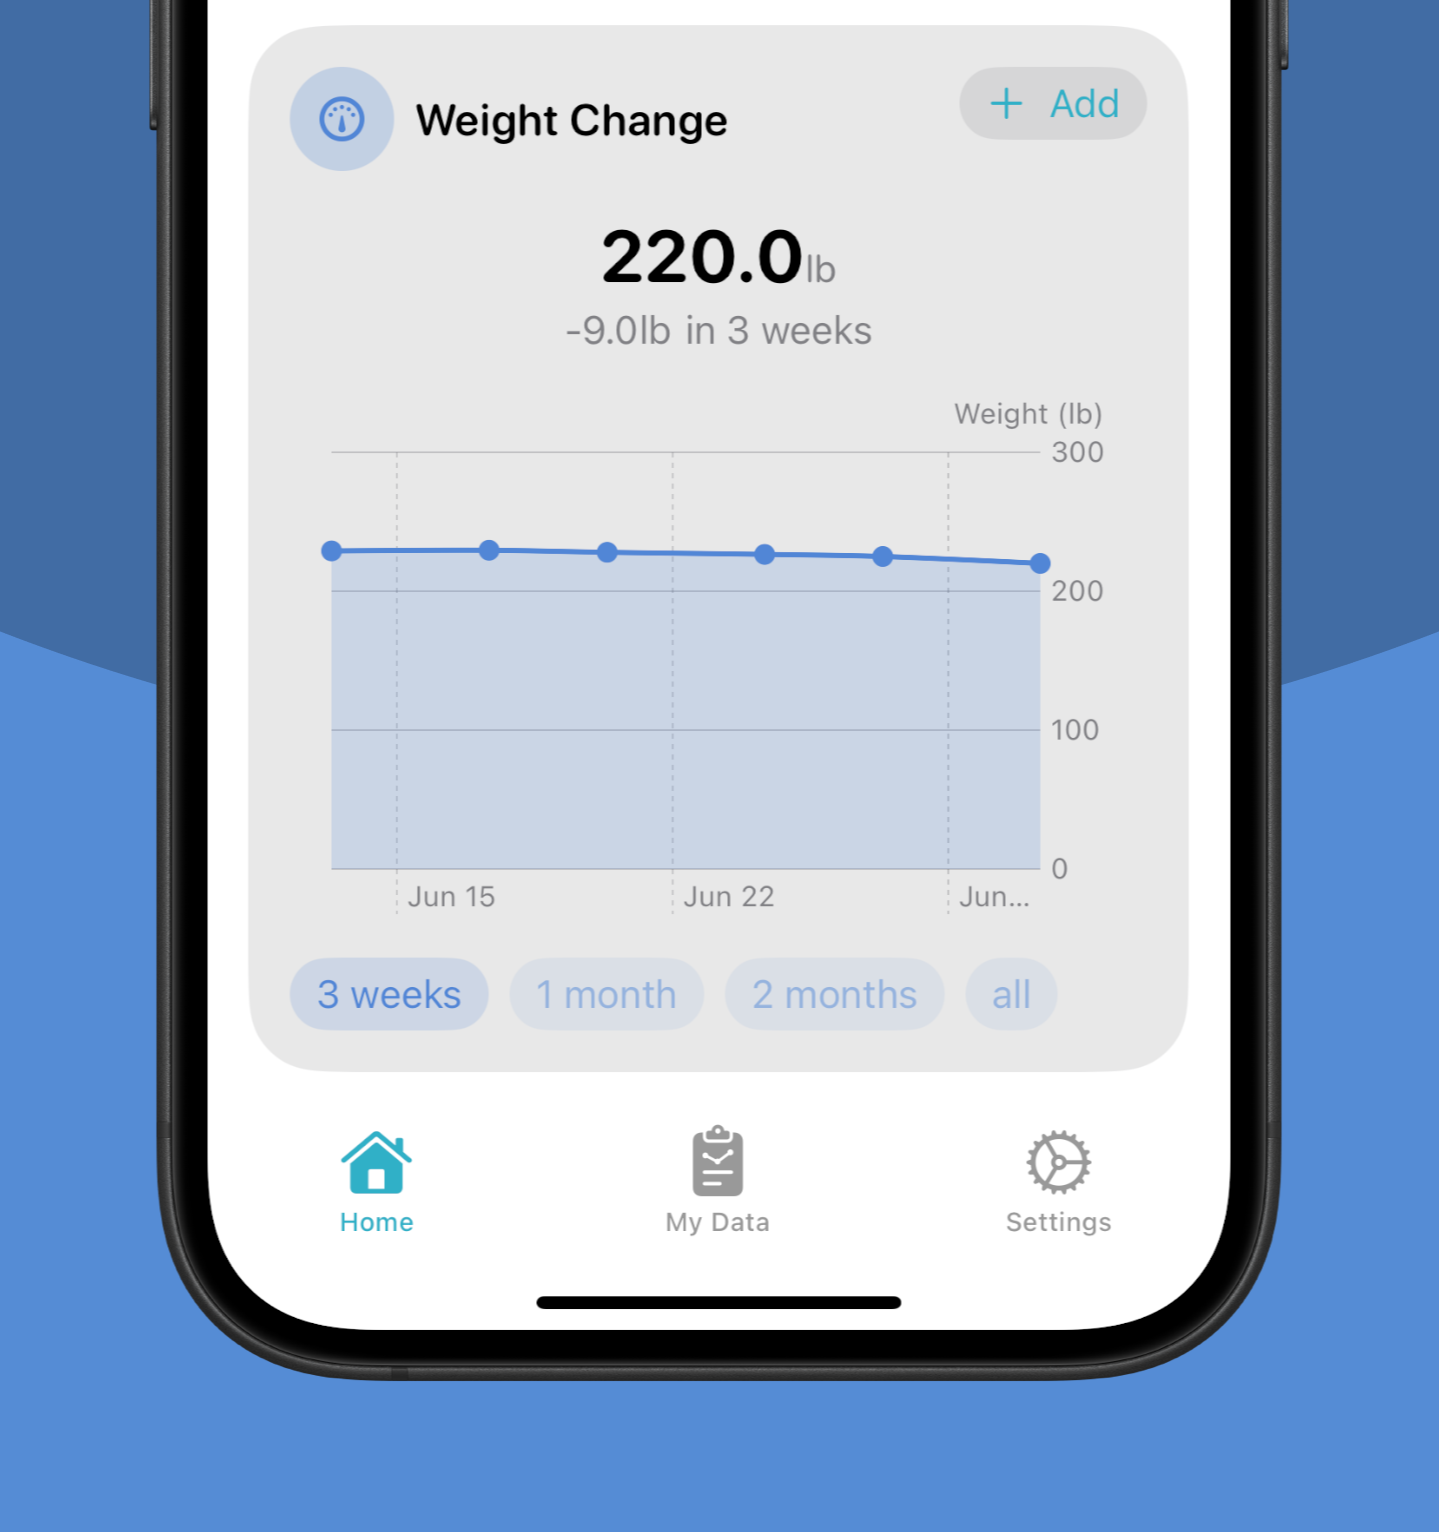 Weight Change
+ Add
220.0lb
-9.0lb in 3 weeks
Weight (lb)
300
200
100
0
Jun 15 Jun 22 Jun...
3 weeks 1 month 2 months all
Home My Data Settings